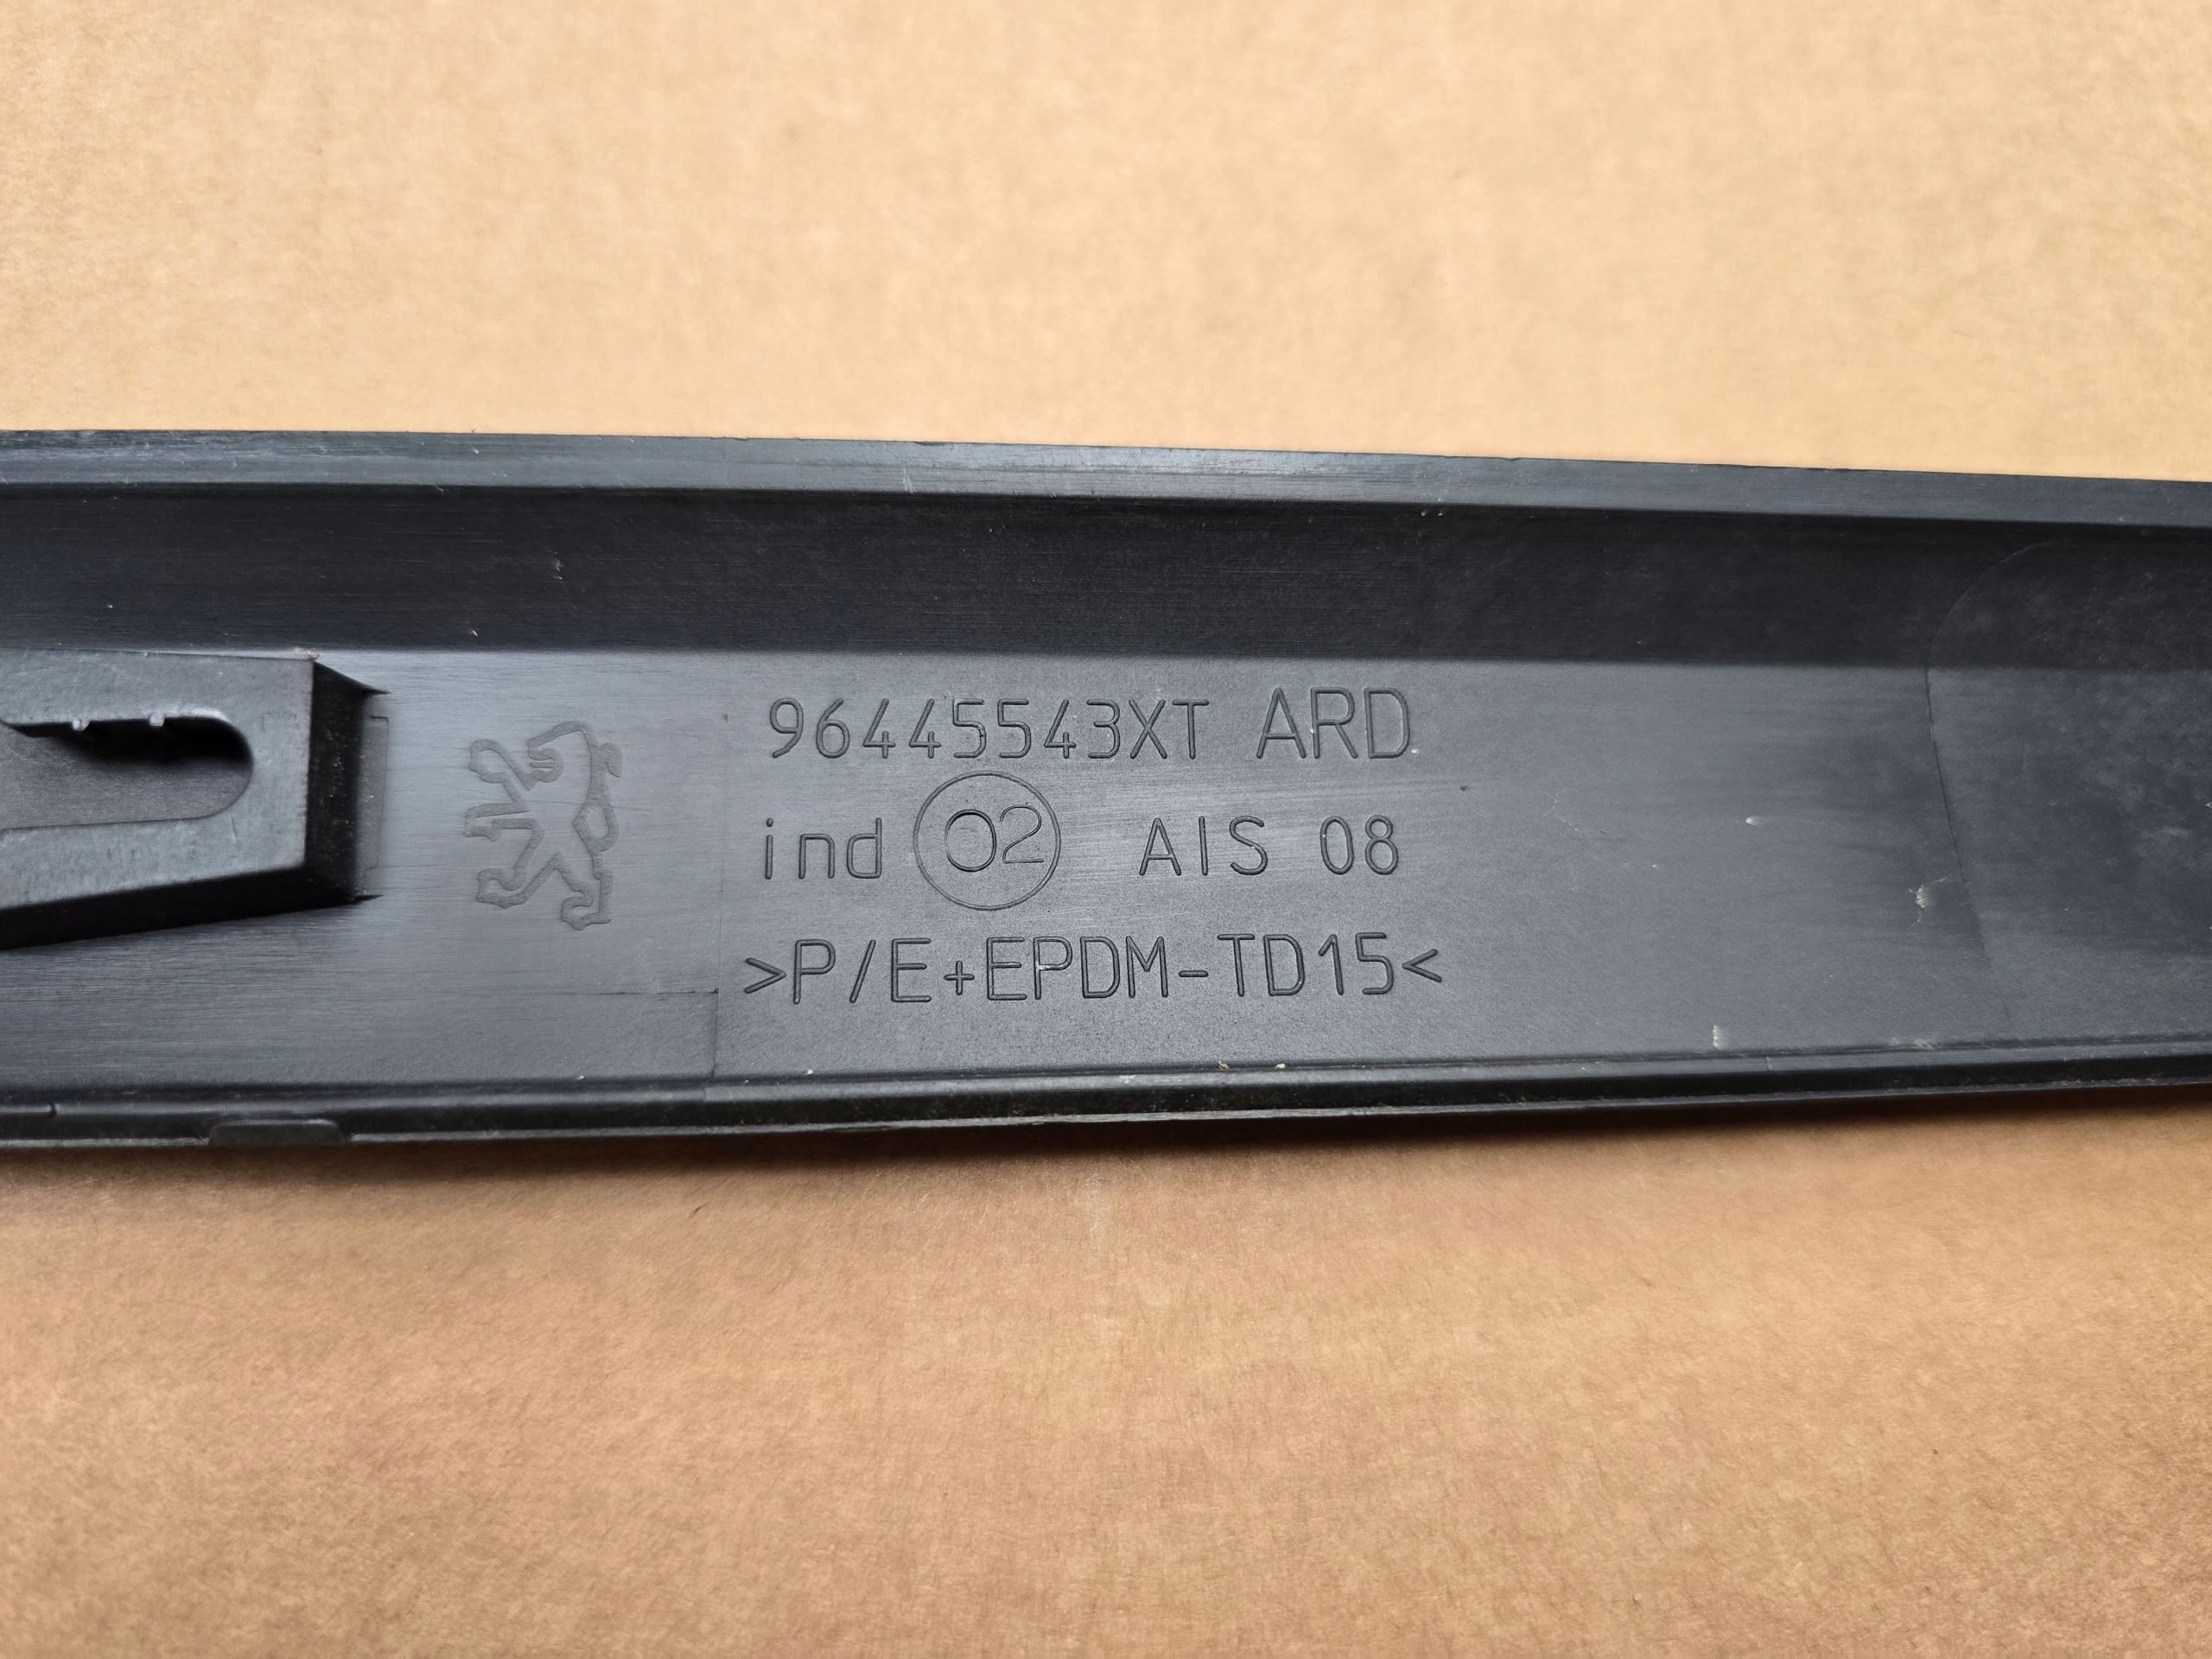 96445543XT ARD
ind 02 AIS 08
>P/E+EPDM-TD15<